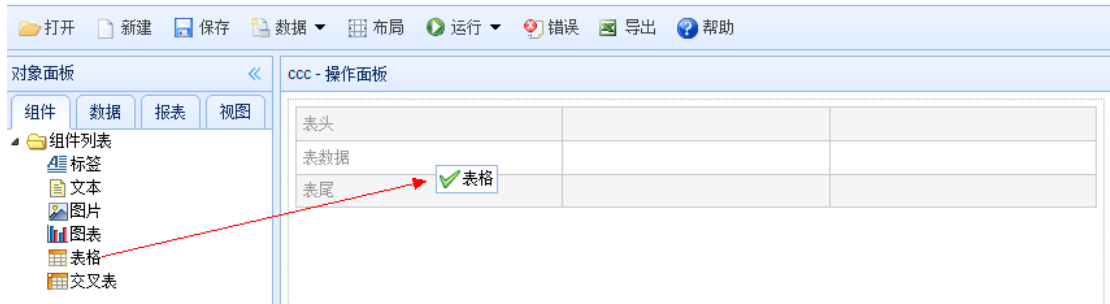 打开 新建 保存 数据 布局 运行 错误 导出 帮助
对象面板
ccc - 操作面板
组件 数据 报表 视图
组件列表
标签
文本
图片
图表
表格
交叉表
表头
表数据
表格
表尾